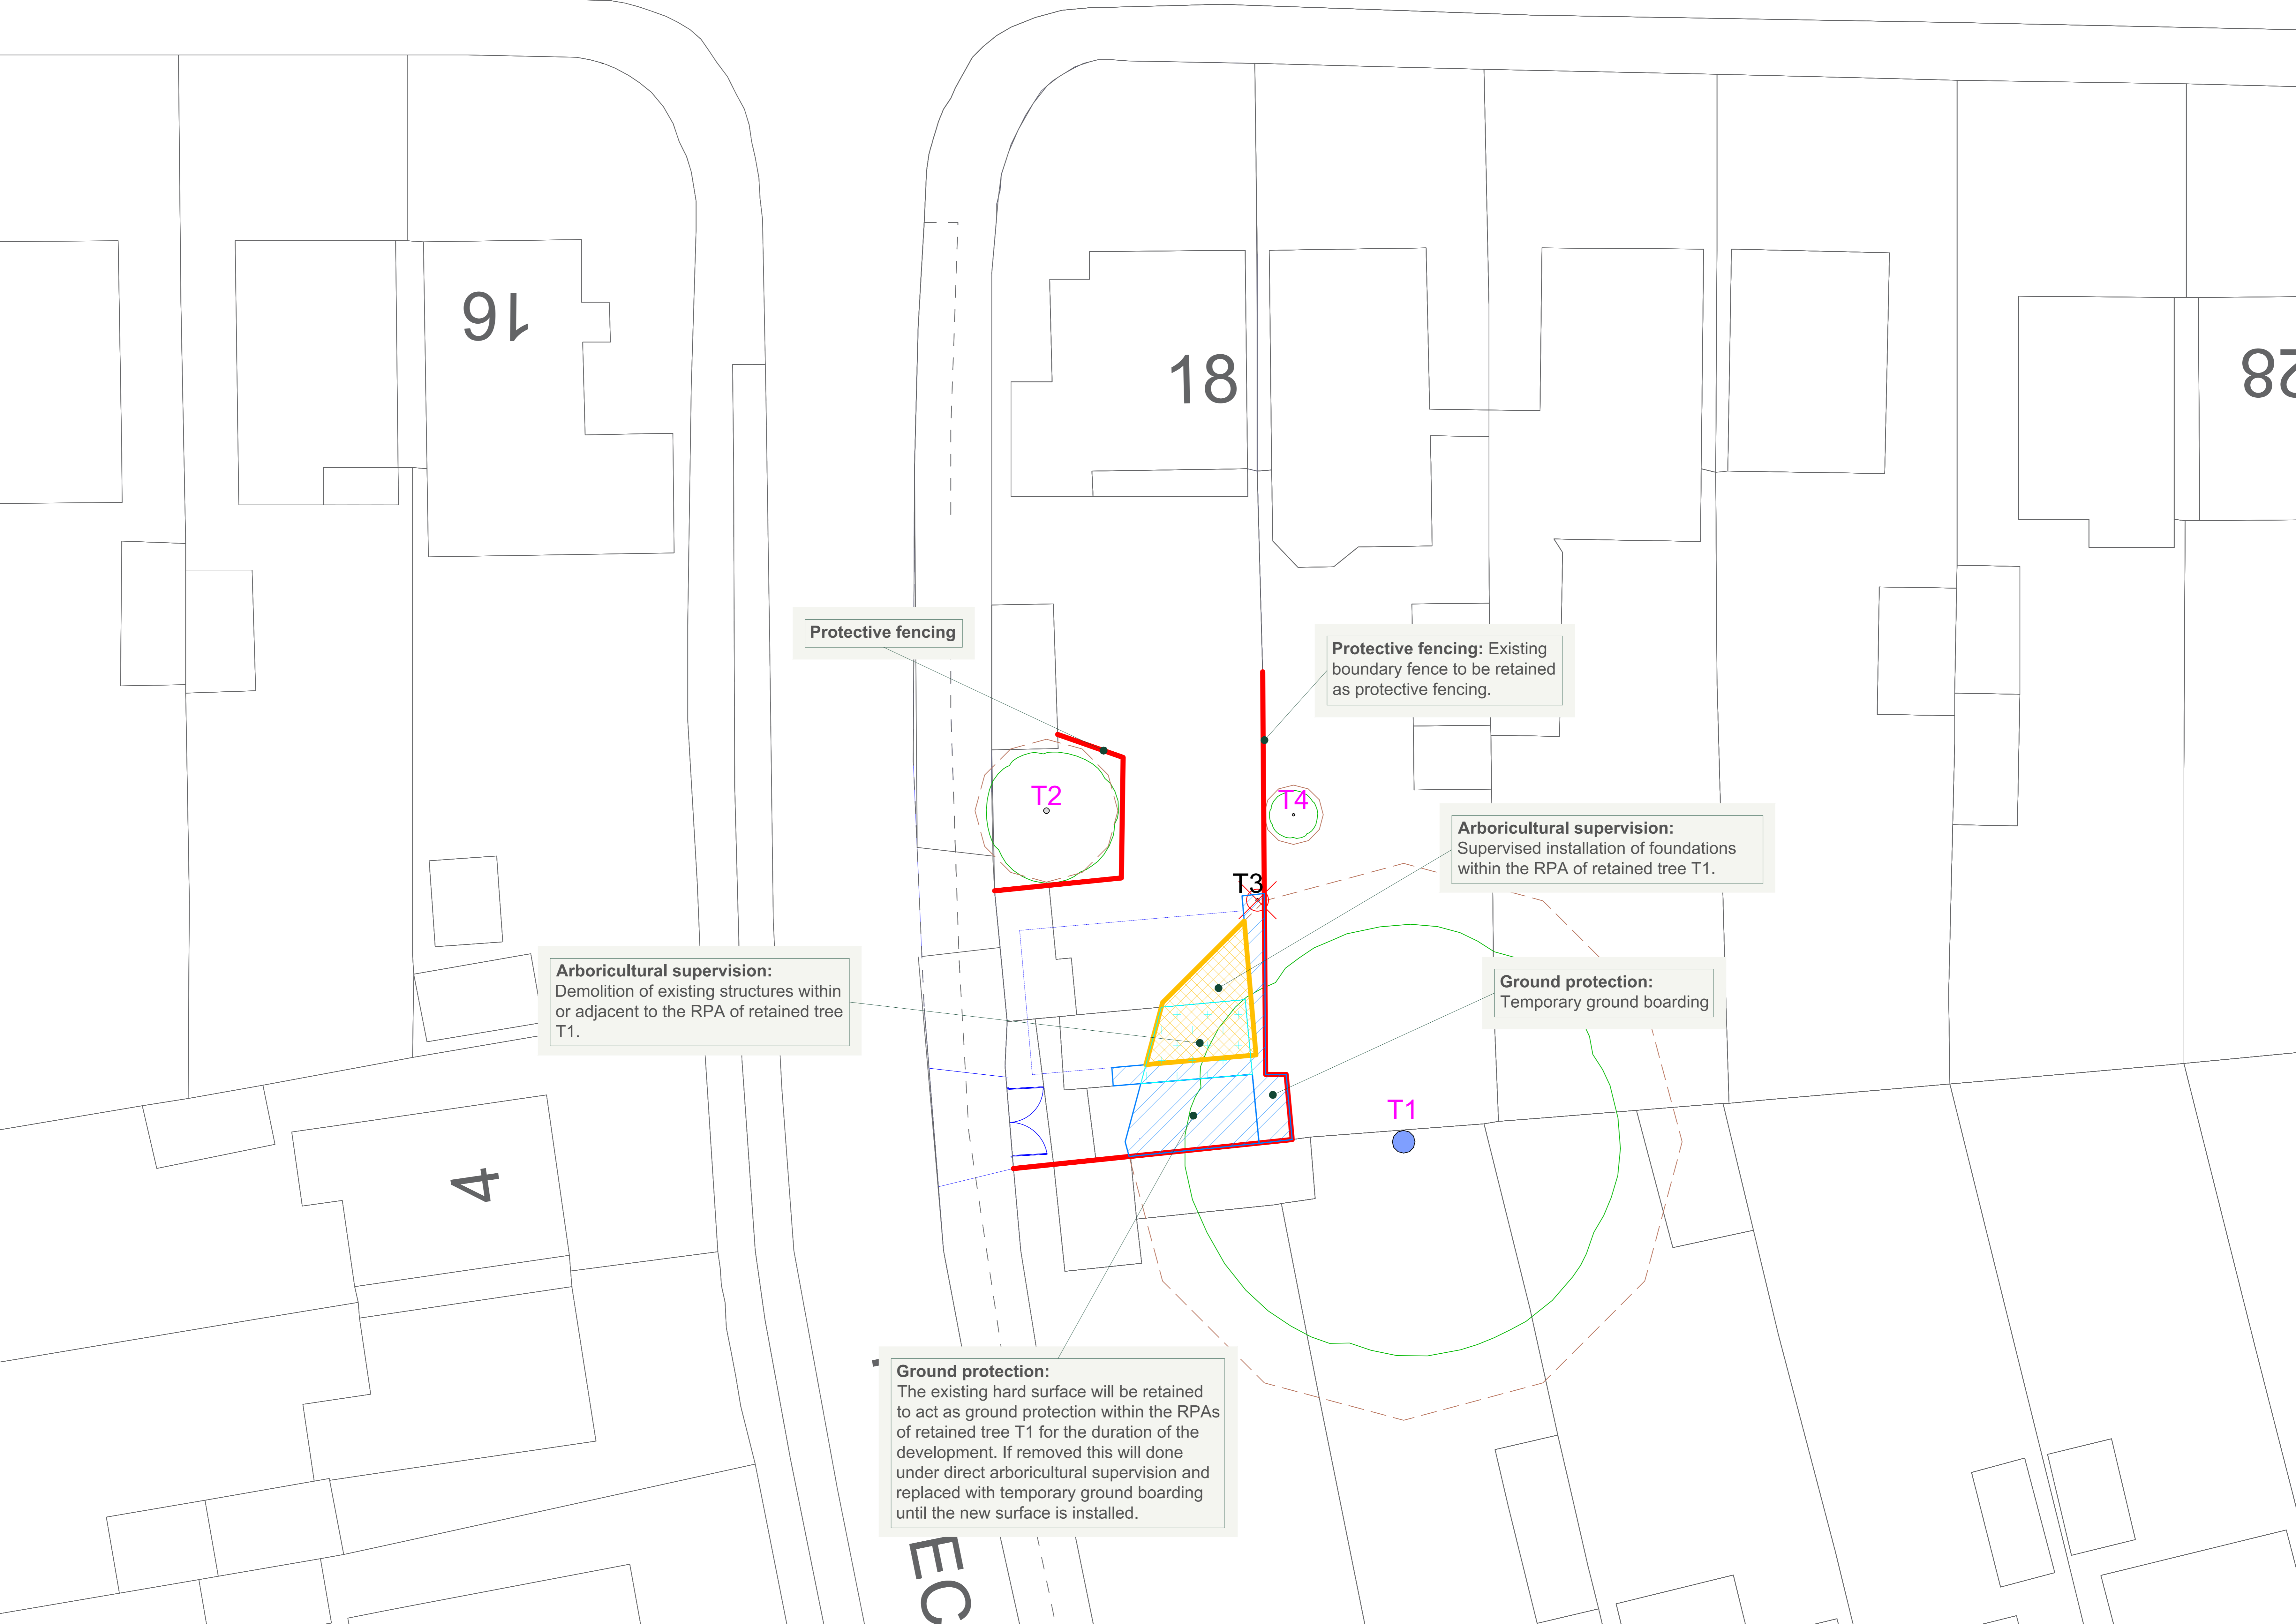 16
18
28
Protective fencing
Protective fencing: Existing
boundary fence to be retained
as protective fencing.
T2
T4
Arboricultural supervision:
Supervised installation of foundations
within the RPA of retained tree T1.
T3
Arboricultural supervision:
Demolition of existing structures within
or adjacent to the RPA of retained tree
T1.
Ground protection:
Temporary ground boarding
T1
4
Ground protection:
The existing hard surface will be retained
to act as ground protection within the RPAs
of retained tree T1 for the duration of the
development. If removed this will done
under direct arboricultural supervision and
replaced with temporary ground boarding
until the new surface is installed.
EC